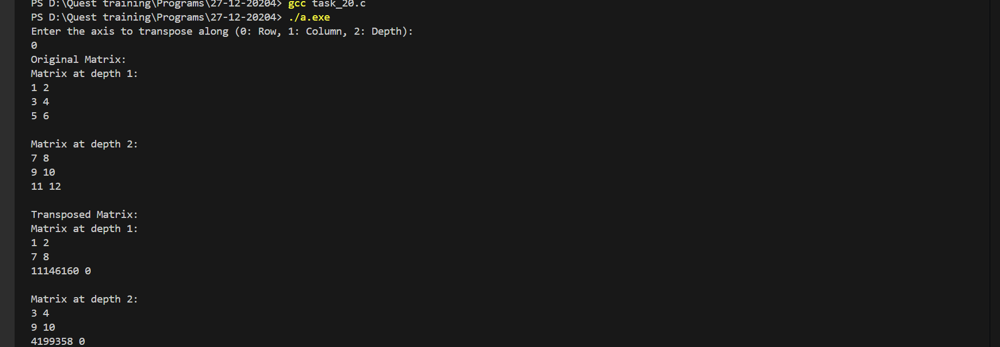 PS D:\Quest training\Programs\27-12-20204> gcc task_20.c
PS D:\Quest training\Programs\27-12-20204> ./a.exe
Enter the axis to transpose along (0: Row, 1: Column, 2: Depth):
0
Original Matrix:
Matrix at depth 1:
1 2
3 4
5 6
Matrix at depth 2:
7 8
9 10
11 12
Transposed Matrix:
Matrix at depth 1:
1 2
7 8
11146160 0
Matrix at depth 2:
3 4
9 10
4199358 0